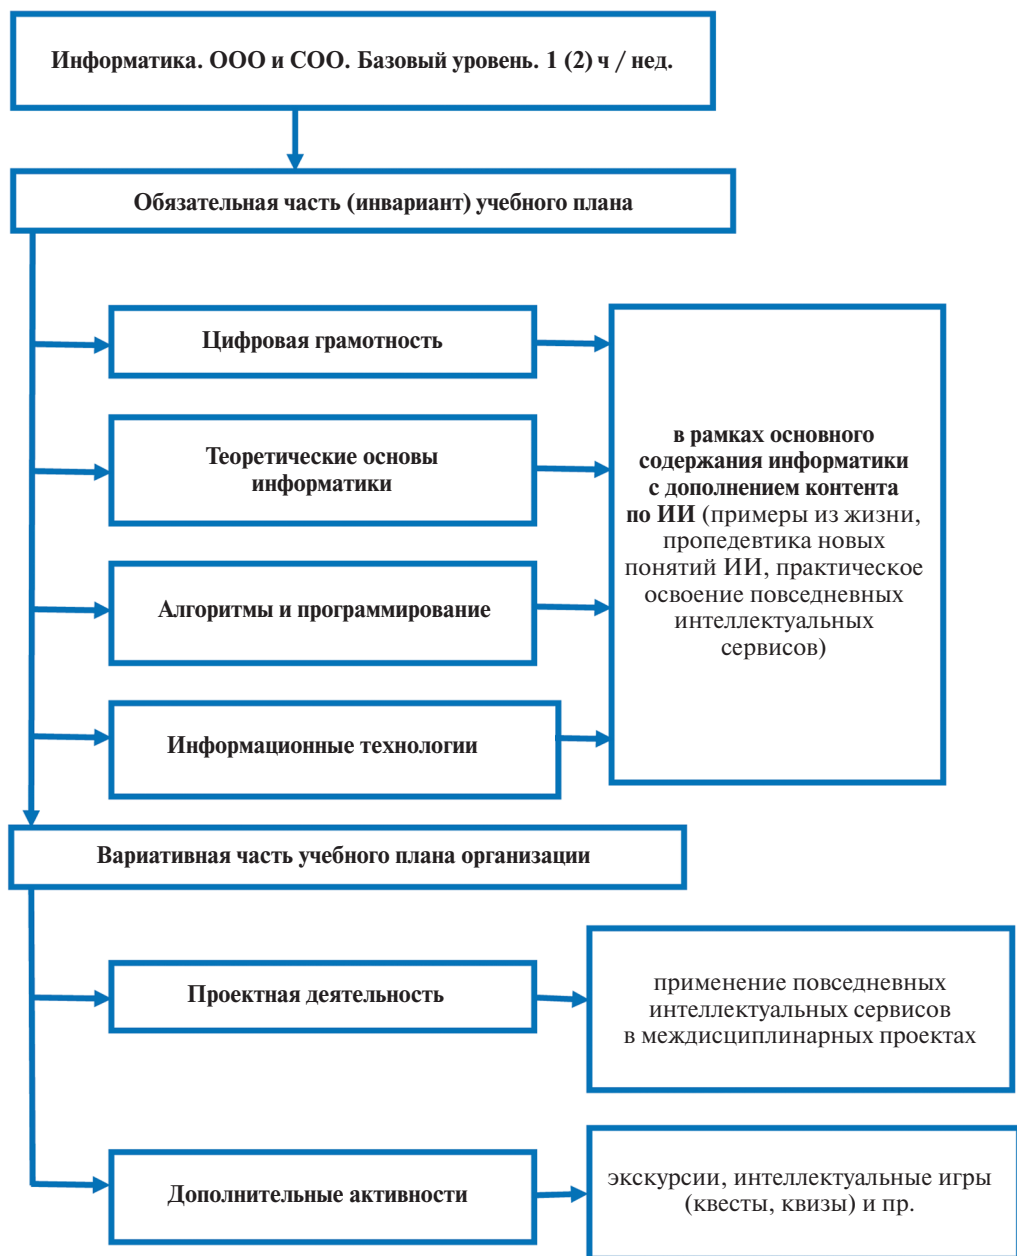 Информатика. ООО и СОО. Базовый уровень. 1 (2) ч / нед.
Обязательная часть (инвариант) учебного плана
Цифровая грамотность
Теоретические основы
информатики
Алгоритмы и программирование
Информационные технологии
в рамках основного
содержания информатики
с дополнением контента
по ИИ (примеры из жизни,
пропедевтика новых
понятий ИИ, практическое
освоение повседневных
интеллектуальных
сервисов)
Вариативная часть учебного плана организации
Проектная деятельность
применение повседневных
интеллектуальных сервисов
в междисциплинарных проектах
Дополнительные активности
экскурсии, интеллектуальные игры
(квесты, квизы) и пр.